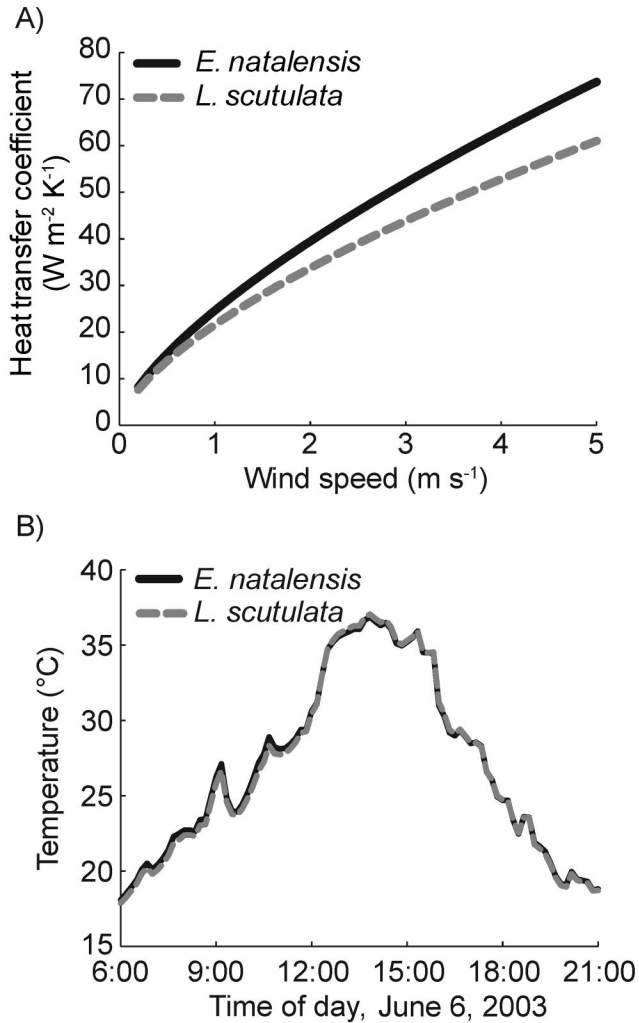 A)
E. natalensis
L. scutulata
Heat transfer coefficient
(W m⁻² K⁻¹)
80
70
60
50
40
30
20
10
0
0 1 2 3 4 5
Wind speed (m s⁻¹)
B)
E. natalensis
L. scutulata
Temperature (°C)
40
35
30
25
20
15
6:00 9:00 12:00 15:00 18:00 21:00
Time of day, June 6, 2003